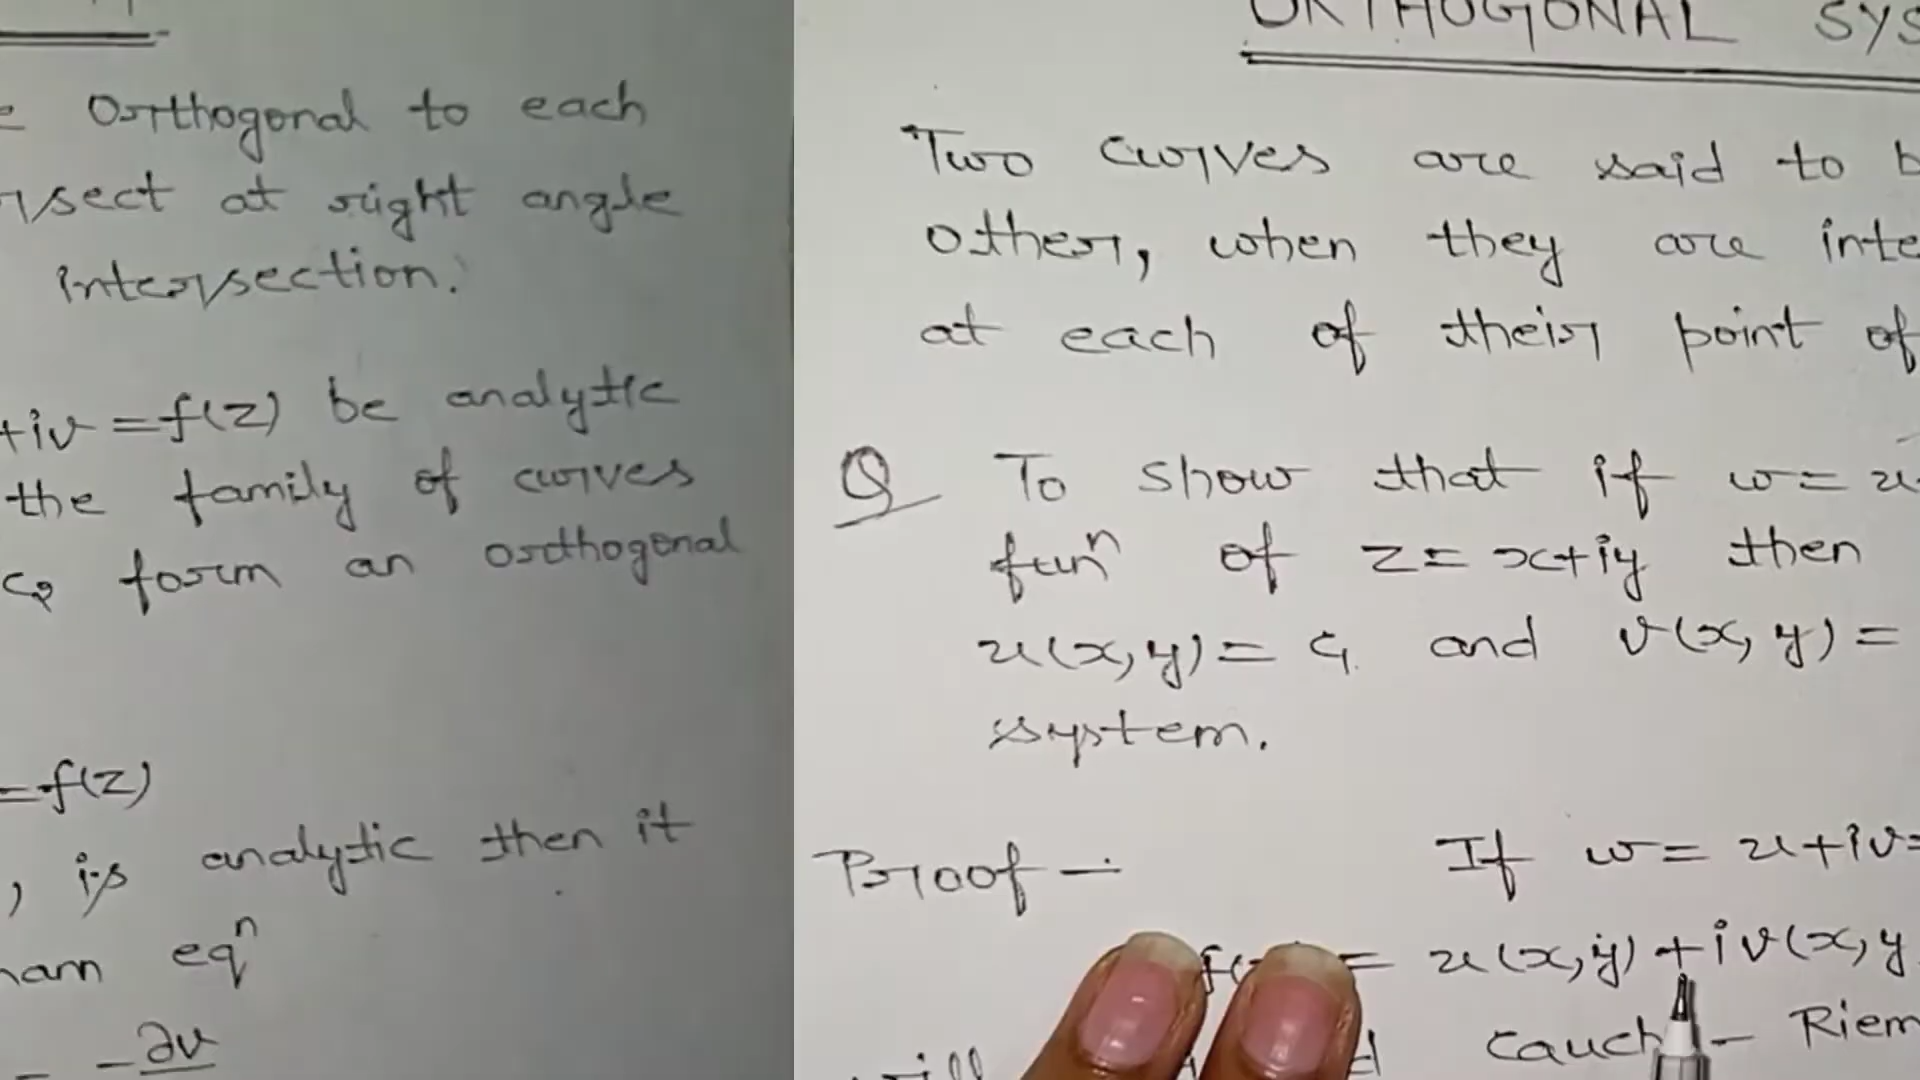 Orthogonal to each
rsect at right angle
intersection.
+iv = f(z) be analytic
the family of curves
c₂ form an orthogonal
= f(z)
), is analytic then it
eqⁿ
= -∂v
ORTHOGONAL SYS
Two curves are said to b
other, when they are inte
at each of their point of
Q To show that if w = u
funⁿ of z = x+iy then
u(x,y) = c₁ and v(x,y) =
system.
Proof - If w = u+iv =
= u(x,y) + iv(x,y
will Cauch - Riem